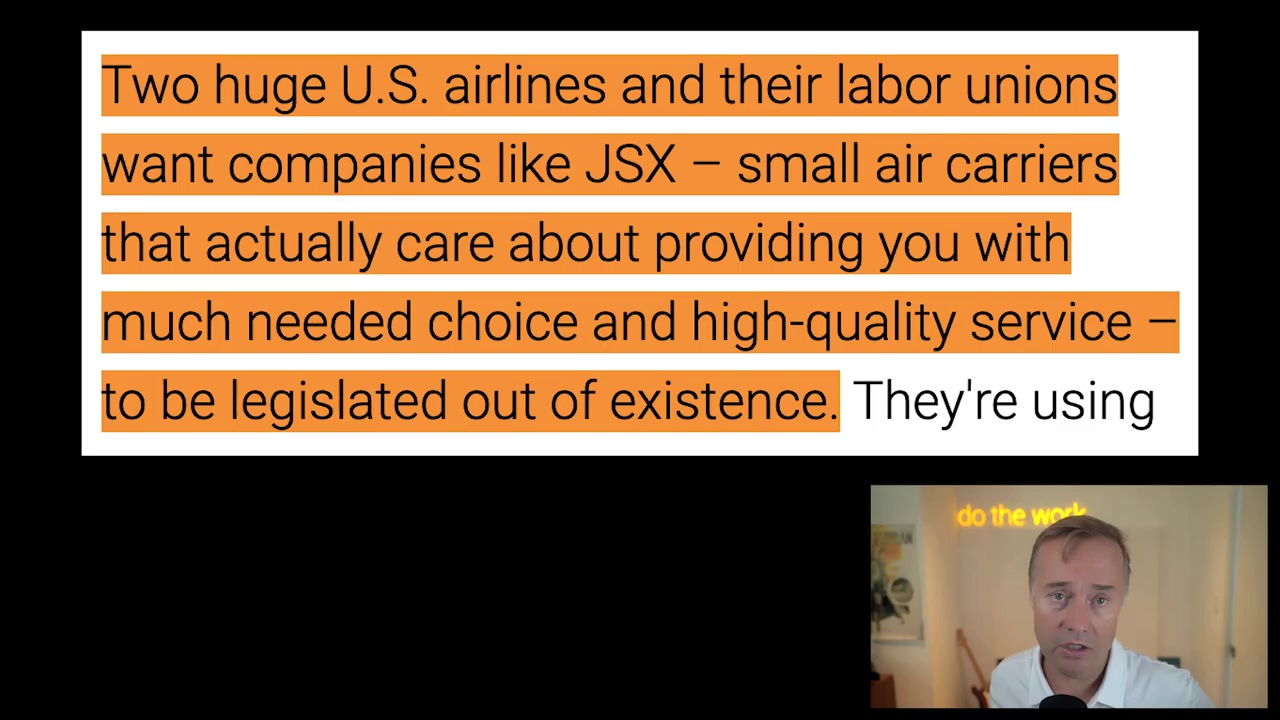 Two huge U.S. airlines and their labor unions
want companies like JSX – small air carriers
that actually care about providing you with
much needed choice and high-quality service –
to be legislated out of existence. They're using
do the work